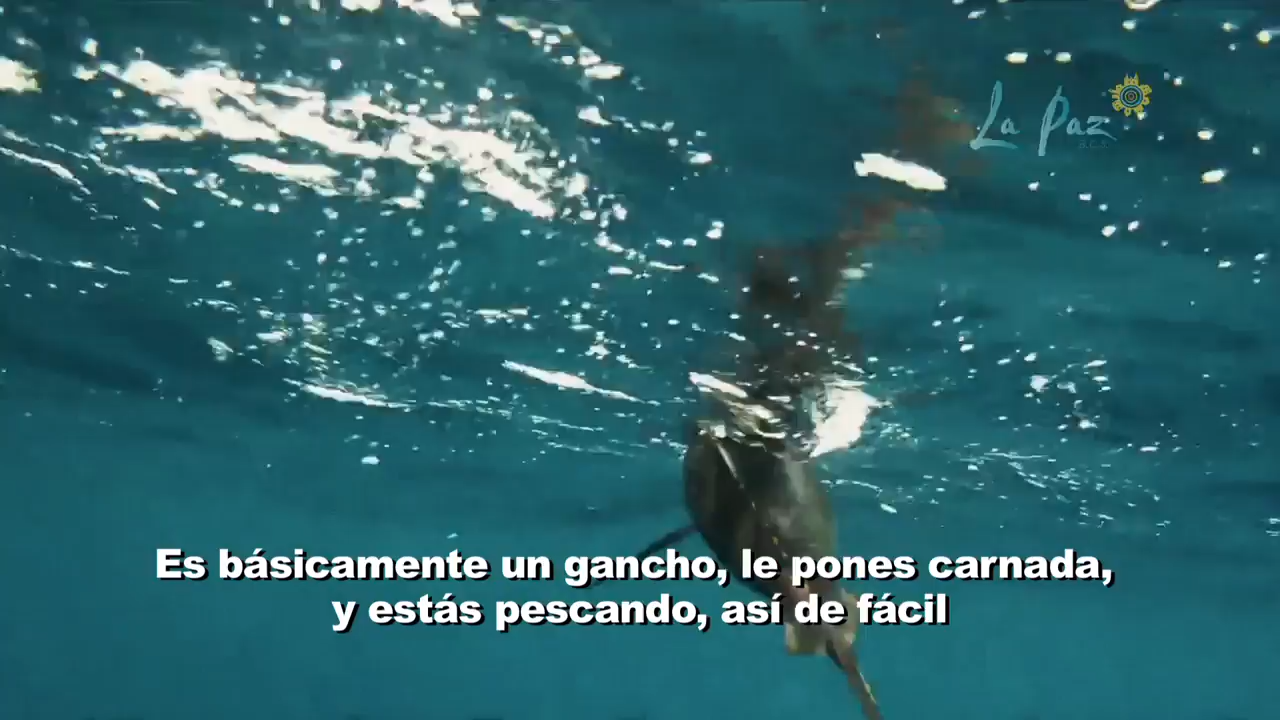 La Paz
Es básicamente un gancho, le pones carnada,
y estás pescando, así de fácil